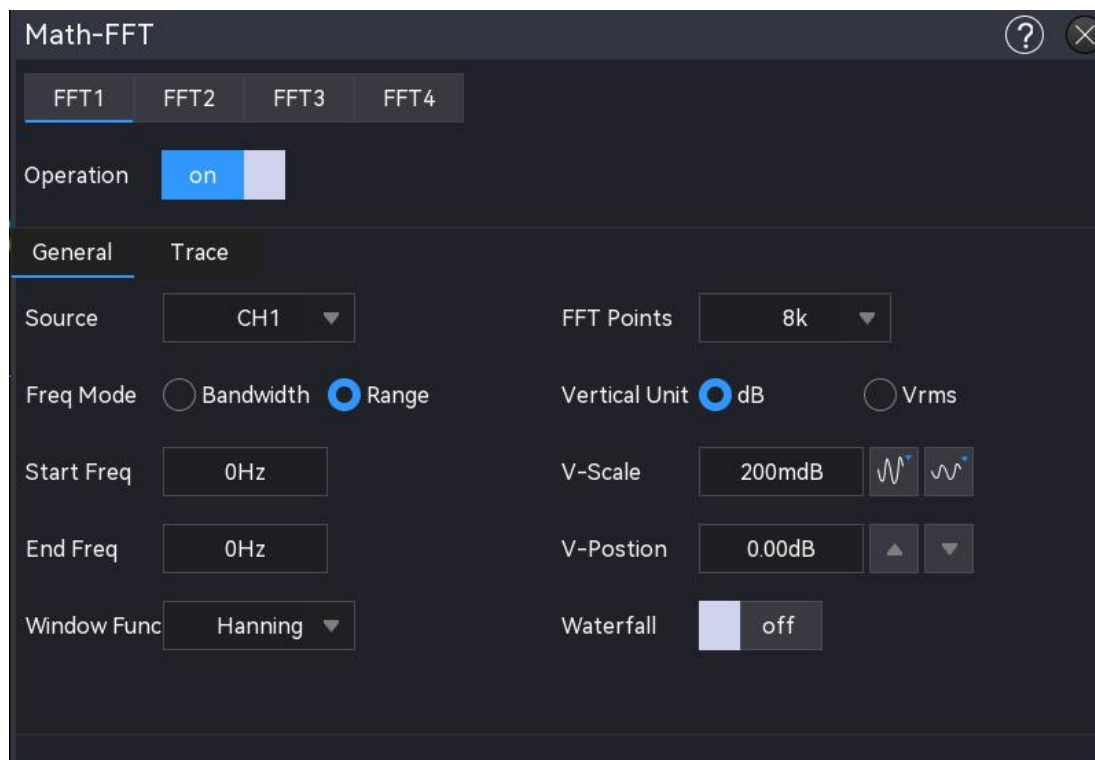 Math-FFT ?
FFT1 FFT2 FFT3 FFT4
Operation on
General Trace
Source CH1 FFT Points 8k
Freq Mode Bandwidth Range Vertical Unit dB Vrms
Start Freq 0Hz V-Scale 200mdB
End Freq 0Hz V-Postion 0.00dB
Window Func Hanning Waterfall off